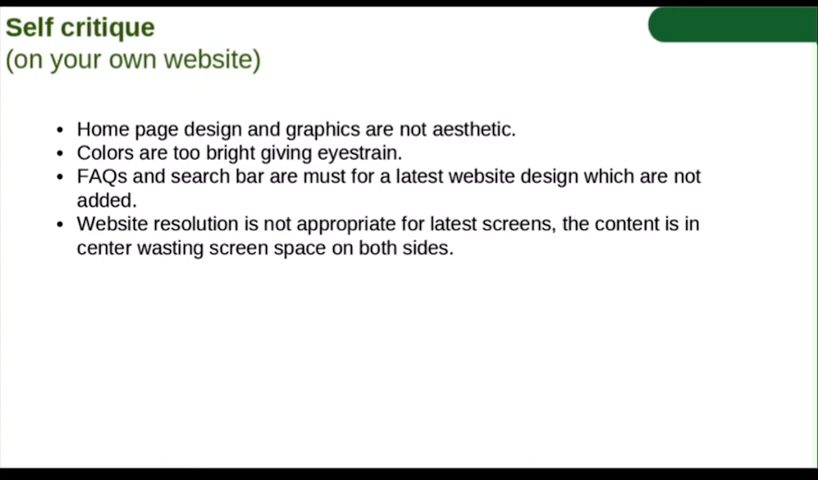 Self critique
(on your own website)
• Home page design and graphics are not aesthetic.
• Colors are too bright giving eyestrain.
• FAQs and search bar are must for a latest website design which are not
added.
• Website resolution is not appropriate for latest screens, the content is in
center wasting screen space on both sides.